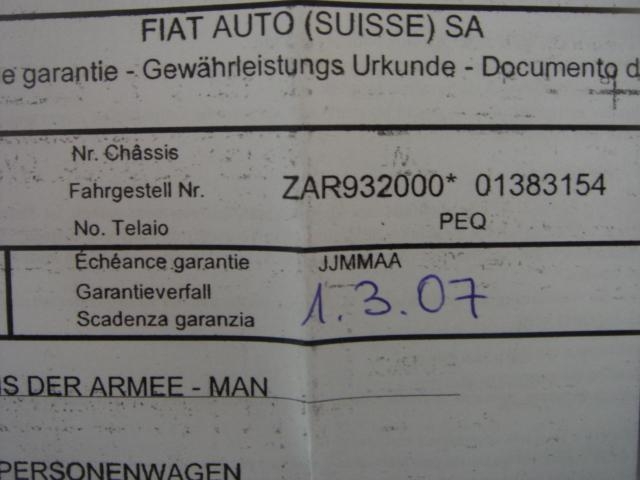 FIAT AUTO (SUISSE) SA
e garantie - Gewährleistungs Urkunde - Documento d
Nr. Châssis
Fahrgestell Nr. ZAR932000* 01383154
No. Telaio PEQ
Échéance garantie JJMMAA
Garantieverfall 1.3.07
Scadenza garanzia
IS DER ARMEE - MAN
PERSONENWAGEN